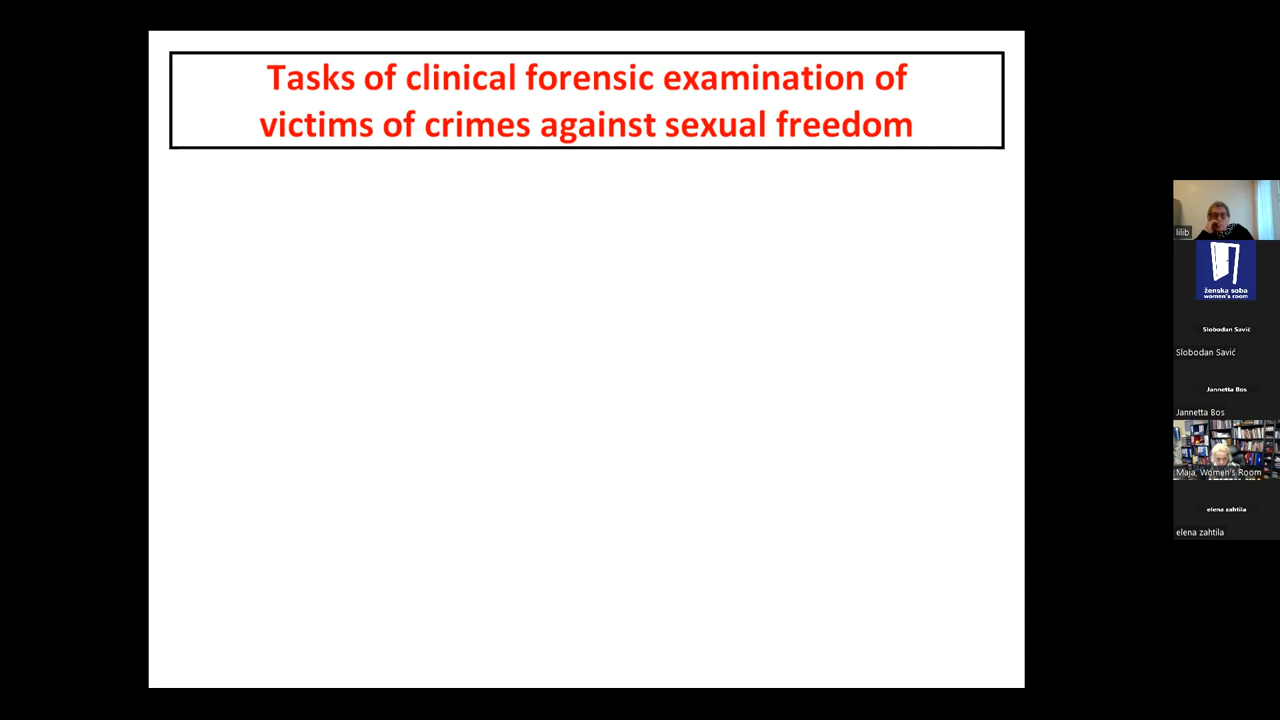 Tasks of clinical forensic examination of
victims of crimes against sexual freedom
lilib
ženska soba
women's room
Slobodan Savić
Slobodan Savić
Jannetta Bos
Jannetta Bos
Maja, Women's Room
elena zahtila
elena zahtila